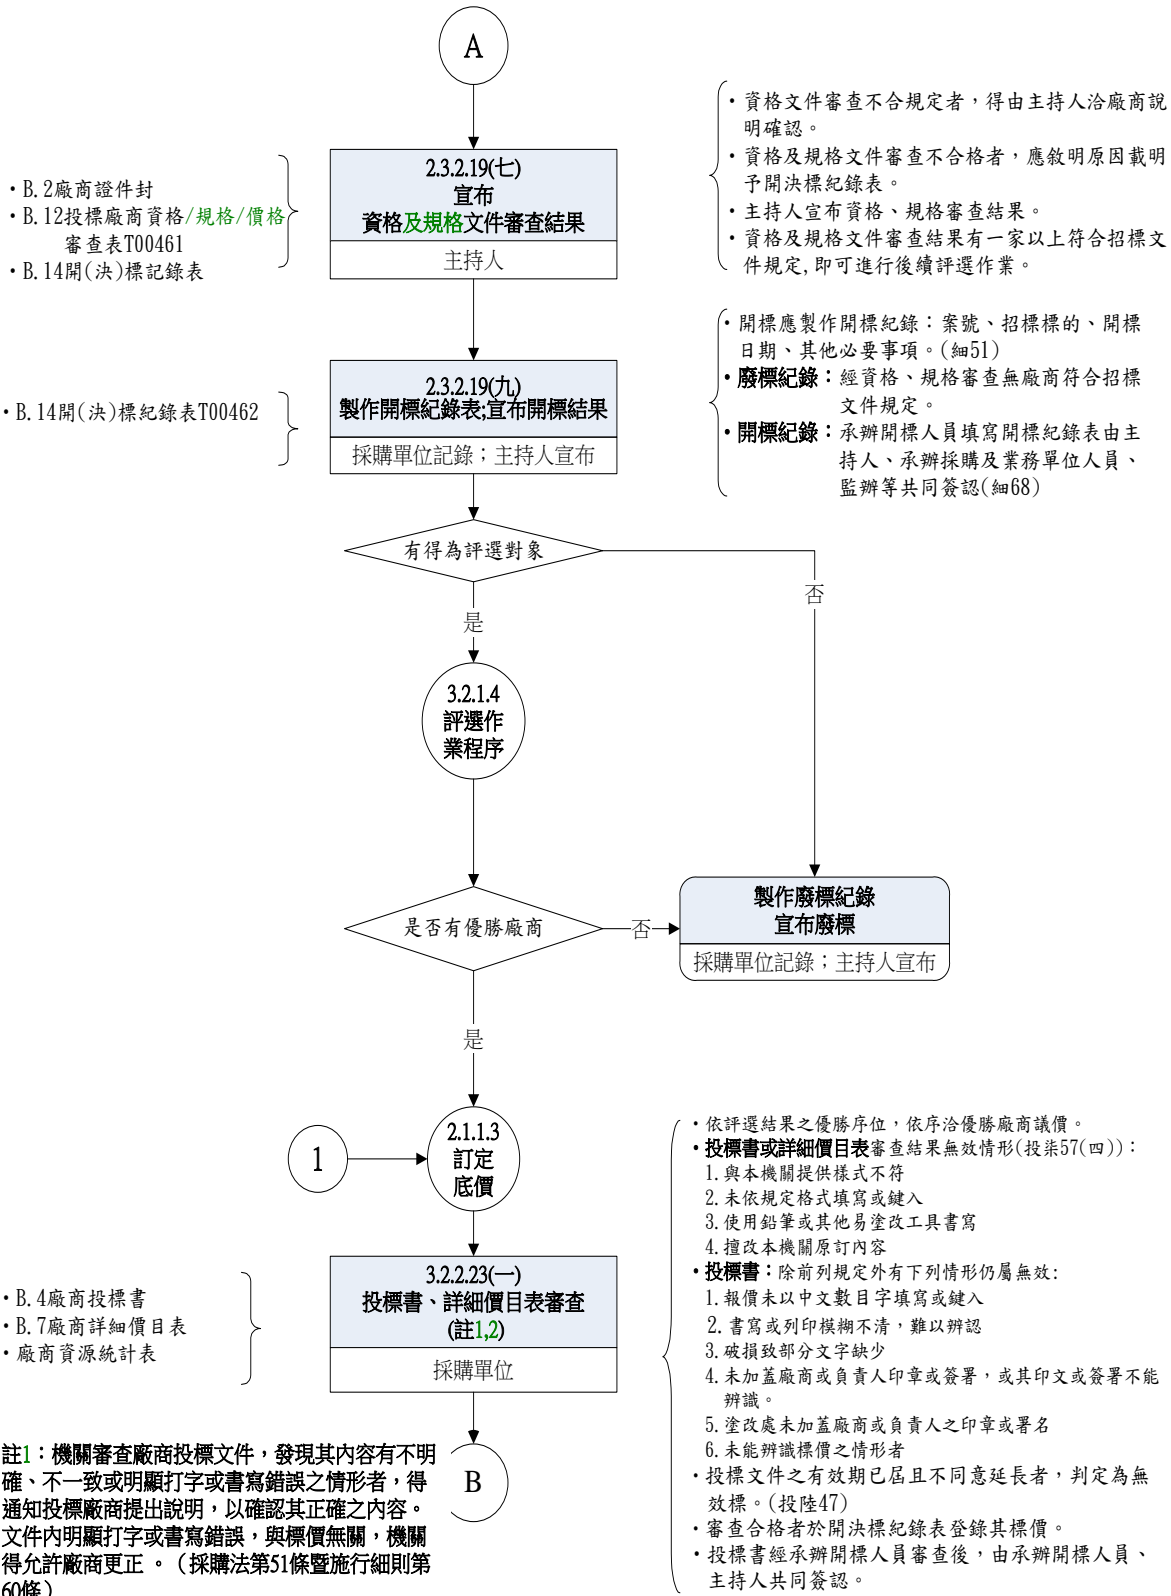 A
・B.2廠商證件封
・B.12投標廠商資格/規格/價格
審查表T00461
・B.14開(決)標記錄表
2.3.2.19(七)
宣布
資格及規格文件審查結果
主持人
・資格文件審查不合規定者，得由主持人洽廠商說
明確認。
・資格及規格文件審查不合格者，應敘明原因載明
予開決標紀錄表。
・主持人宣布資格、規格審查結果。
・資格及規格文件審查結果有一家以上符合招標文
件規定,即可進行後續評選作業。
・B.14開(決)標紀錄表T00462
2.3.2.19(九)
製作開標紀錄表;宣布開標結果
採購單位記錄；主持人宣布
・開標應製作開標紀錄：案號、招標標的、開標
日期、其他必要事項。(細51)
・廢標紀錄：經資格、規格審查無廠商符合招標
文件規定。
・開標紀錄：承辦開標人員填寫開標紀錄表由主
持人、承辦採購及業務單位人員、
監辦等共同簽認(細68)
有得為評選對象
否
是
3.2.1.4
評選作
業程序
是否有優勝廠商
否
製作廢標紀錄
宣布廢標
採購單位記錄；主持人宣布
是
1
2.1.1.3
訂定
底價
・B.4廠商投標書
・B.7廠商詳細價目表
・廠商資源統計表
3.2.2.23(一)
投標書、詳細價目表審查
(註1,2)
採購單位
・依評選結果之優勝序位，依序洽優勝廠商議價。
・投標書或詳細價目表審查結果無效情形(投柒57(四))：
1.與本機關提供樣式不符
2.未依規定格式填寫或鍵入
3.使用鉛筆或其他易塗改工具書寫
4.擅改本機關原訂內容
・投標書：除前列規定外有下列情形仍屬無效:
1.報價未以中文數目字填寫或鍵入
2.書寫或列印模糊不清，難以辨認
3.破損致部分文字缺少
4.未加蓋廠商或負責人印章或簽署，或其印文或簽署不能
辨識。
5.塗改處未加蓋廠商或負責人之印章或署名
6.未能辨識標價之情形者
・投標文件之有效期已屆且不同意延長者，判定為無
效標。(投陸47)
・審查合格者於開決標紀錄表登錄其標價。
・投標書經承辦開標人員審查後，由承辦開標人員、
主持人共同簽認。
B
註1：機關審查廠商投標文件，發現其內容有不明
確、不一致或明顯打字或書寫錯誤之情形者，得
通知投標廠商提出說明，以確認其正確之內容。
文件內明顯打字或書寫錯誤，與標價無關，機關
得允許廠商更正 。（採購法第51條暨施行細則第
60條）